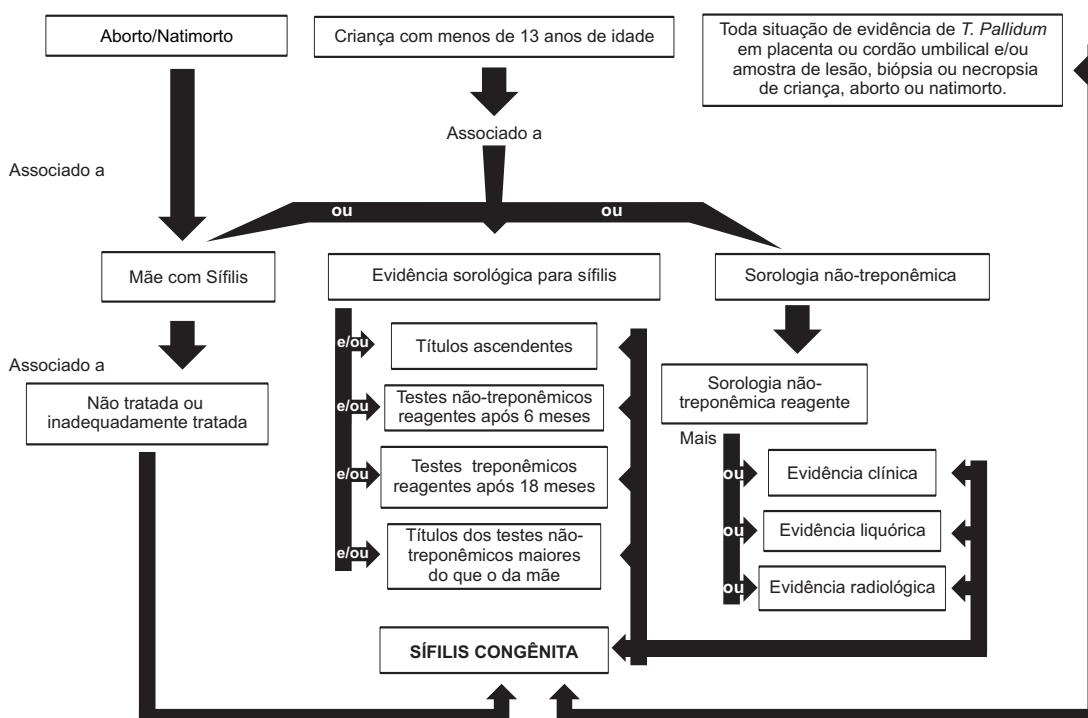 Aborto/Natimorto
Criança com menos de 13 anos de idade
Toda situação de evidência de T. Pallidum
em placenta ou cordão umbilical e/ou
amostra de lesão, biópsia ou necropsia
de criança, aborto ou natimorto.
Associado a
Associado a
ou
ou
Mãe com Sífilis
Evidência sorológica para sífilis
Sorologia não-treponêmica
Associado a
Não tratada ou
inadequadamente tratada
e/ou
Títulos ascendentes
e/ou
Testes não-treponêmicos
reagentes após 6 meses
e/ou
Testes treponêmicos
reagentes após 18 meses
e/ou
Títulos dos testes não-
treponêmicos maiores
do que o da mãe
Sorologia não-
treponêmica reagente
Mais
ou
Evidência clínica
ou
Evidência liquórica
ou
Evidência radiológica
SÍFILIS CONGÊNITA